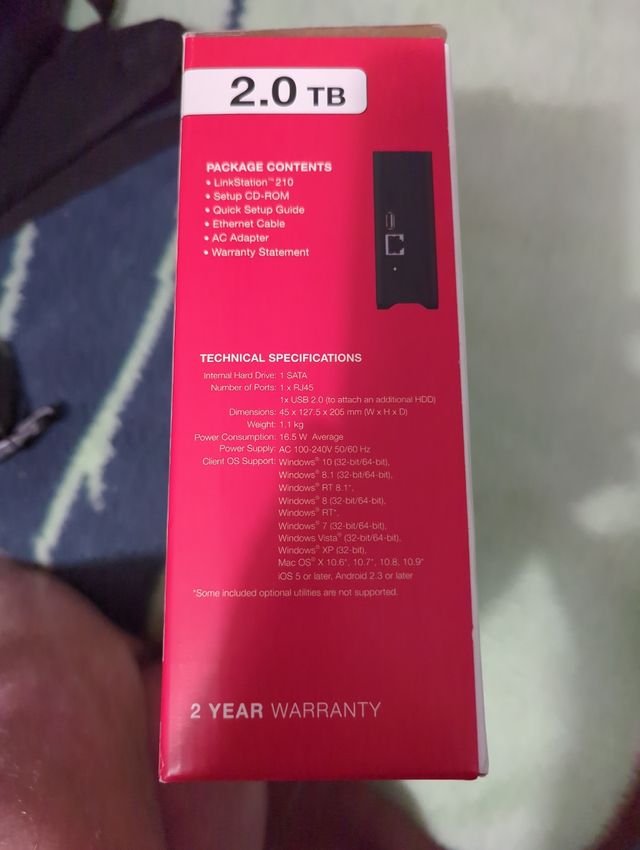 2.0 TB
PACKAGE CONTENTS
• LinkStation™ 210
• Setup CD-ROM
• Quick Setup Guide
• Ethernet Cable
• AC Adapter
• Warranty Statement
TECHNICAL SPECIFICATIONS
Internal Hard Drive: 1 SATA
Number of Ports: 1 x RJ45
1x USB 2.0 (to attach an additional HDD)
Dimensions: 45 x 127.5 x 205 mm (W x H x D)
Weight: 1.1 kg
Power Consumption: 16.5 W Average
Power Supply: AC 100-240V 50/60 Hz
Client OS Support: Windows® 10 (32-bit/64-bit),
Windows® 8.1 (32-bit/64-bit),
Windows® RT 8.1*,
Windows® 8 (32-bit/64-bit),
Windows® RT*,
Windows® 7 (32-bit/64-bit),
Windows Vista® (32-bit/64-bit),
Windows® XP (32-bit),
Mac OS® X 10.6*, 10.7*, 10.8, 10.9*
iOS 5 or later, Android 2.3 or later
*Some included optional utilities are not supported.
2 YEAR WARRANTY